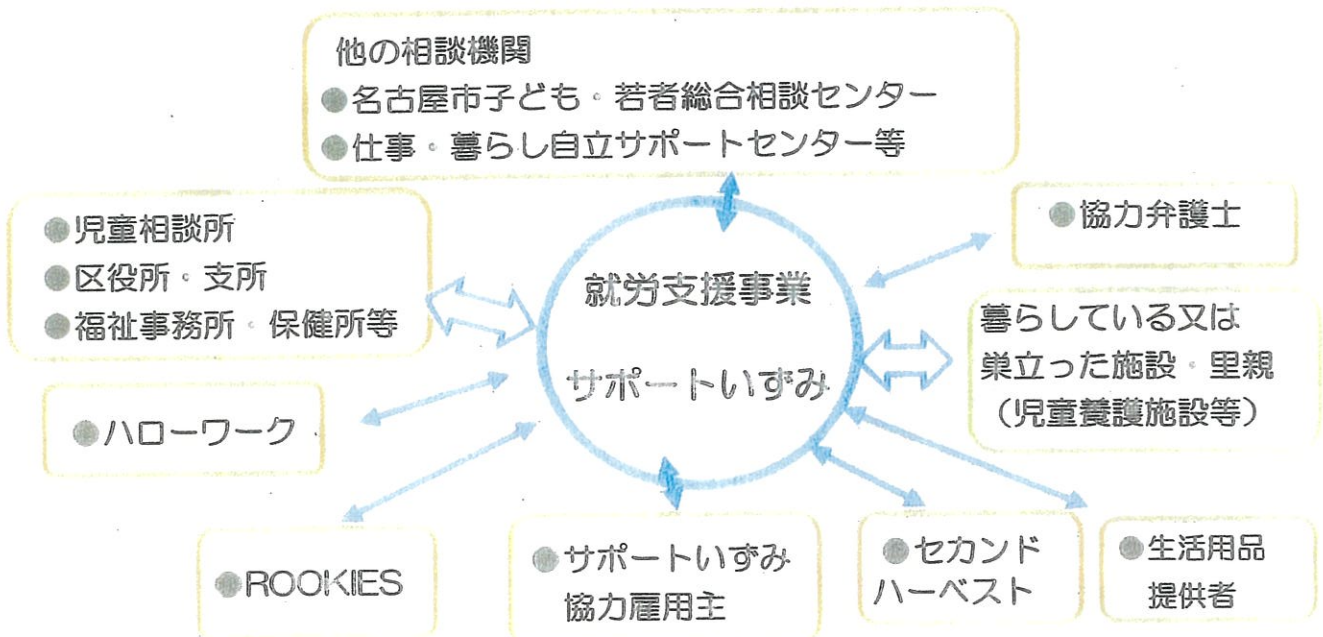 他の相談機関
●名古屋市子ども・若者総合相談センター
●仕事・暮らし自立サポートセンター等
●児童相談所
●区役所・支所
●福祉事務所・保健所等
●協力弁護士
就労支援事業
サポートいずみ
暮らしている又は
巣立った施設・里親
（児童養護施設等）
●ハローワーク
●ROOKIES
●サポートいずみ
協力雇用主
●セカンド
ハーベスト
●生活用品
提供者